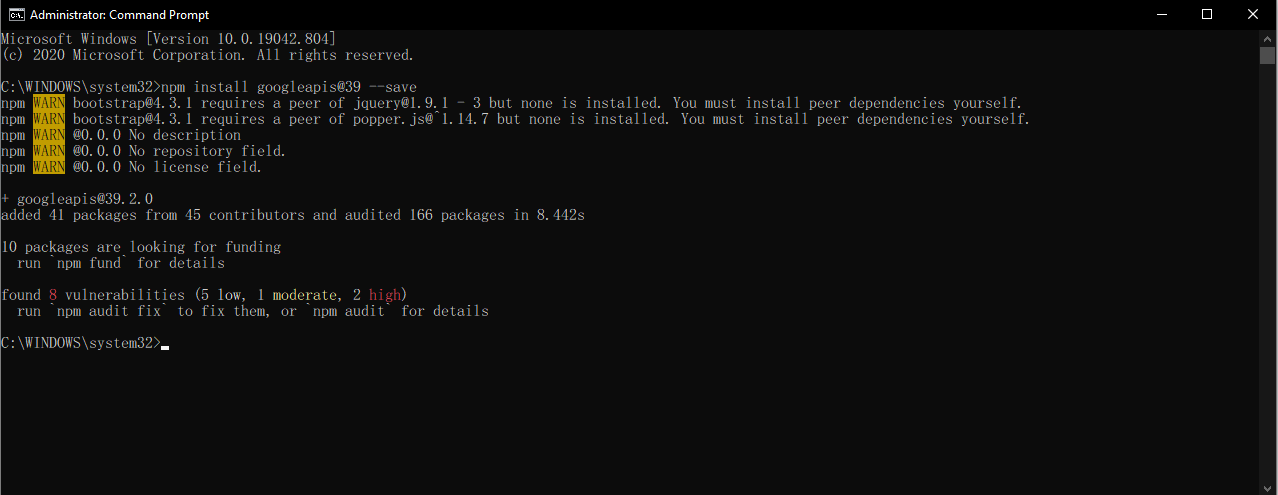 Administrator: Command Prompt
Microsoft Windows [Version 10.0.19042.804]
(c) 2020 Microsoft Corporation. All rights reserved.
C:\WINDOWS\system32>npm install googleapis@39 --save
npm WARN bootstrap@4.3.1 requires a peer of jquery@1.9.1 - 3 but none is installed. You must install peer dependencies yourself.
npm WARN bootstrap@4.3.1 requires a peer of popper.js@^1.14.7 but none is installed. You must install peer dependencies yourself.
npm WARN @0.0.0 No description
npm WARN @0.0.0 No repository field.
npm WARN @0.0.0 No license field.
+ googleapis@39.2.0
added 41 packages from 45 contributors and audited 166 packages in 8.442s
10 packages are looking for funding
  run `npm fund` for details
found 8 vulnerabilities (5 low, 1 moderate, 2 high)
  run `npm audit fix` to fix them, or `npm audit` for details
C:\WINDOWS\system32>